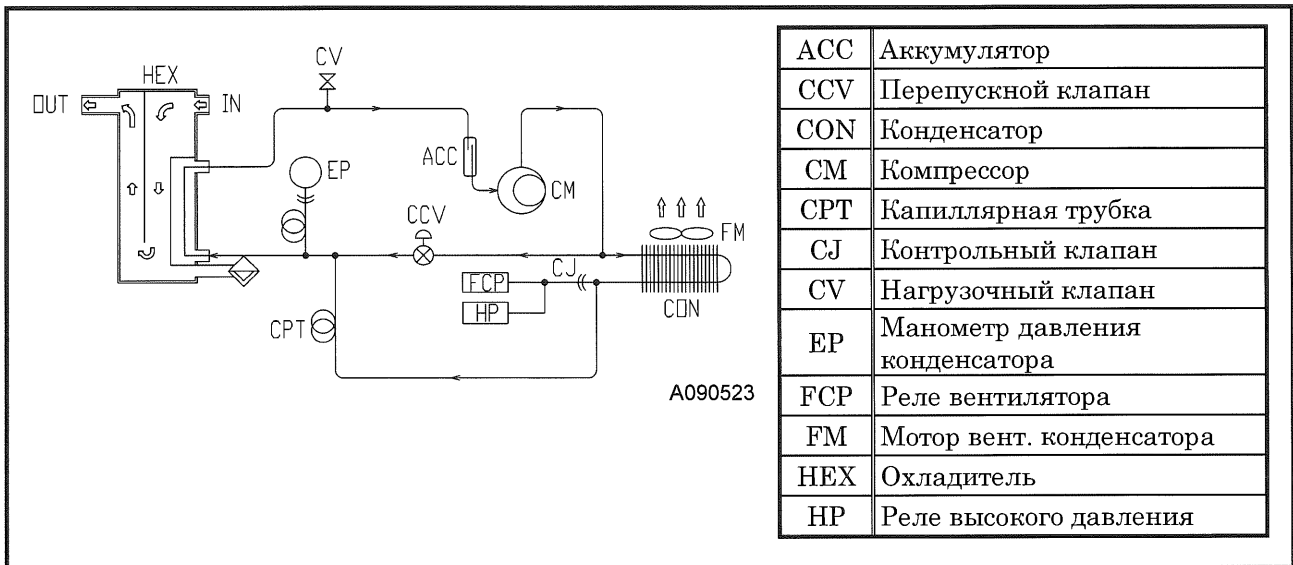 CV
HEX
OUT
IN
ACC
EP
CM
CCV
FM
CJ
FCP
CON
HP
CPT
A090523
ACC Аккумулятор
CCV Перепускной клапан
CON Конденсатор
CM Компрессор
CPT Капиллярная трубка
CJ Контрольный клапан
CV Нагрузочный клапан
EP Манометр давления
конденсатора
FCP Реле вентилятора
FM Мотор вент. конденсатора
HEX Охладитель
HP Реле высокого давления